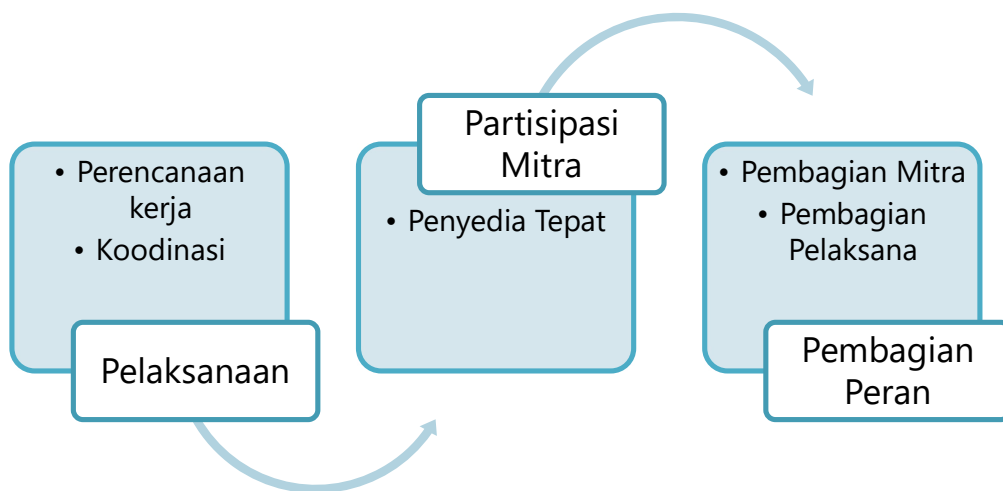 • Perencanaan
kerja
• Koodinasi
Pelaksanaan
Partisipasi
Mitra
• Penyedia Tepat
• Pembagian Mitra
• Pembagian
Pelaksana
Pembagian
Peran